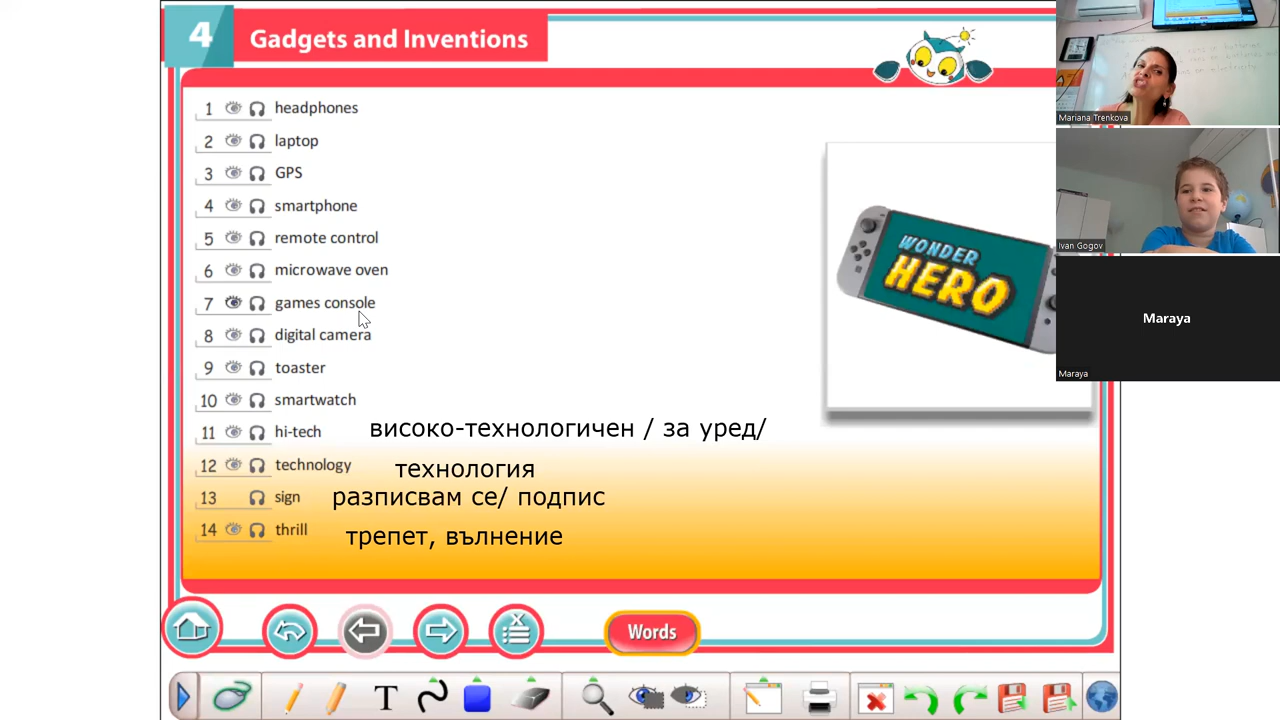 4
Gadgets and Inventions
1 headphones
2 laptop
3 GPS
4 smartphone
5 remote control
6 microwave oven
7 games console
8 digital camera
9 toaster
10 smartwatch
11 hi-tech високо-технологичен / за уред/
12 technology технология
13 sign разписвам се/ подпис
14 thrill трепет, вълнение
WONDER
HERO
Words
T
Mariana Trenkova
Ivan Gogov
Maraya
Maraya